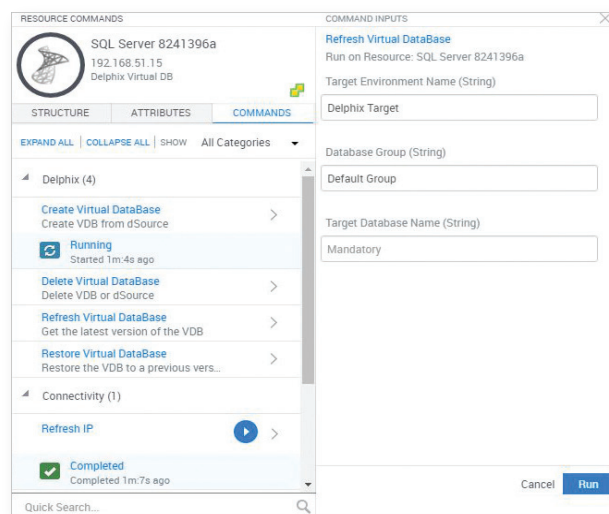 RESOURCE COMMANDS
SQL Server 8241396a
192.168.51.15
Delphix Virtual DB
STRUCTURE ATTRIBUTES COMMANDS
EXPAND ALL | COLLAPSE ALL | SHOW All Categories
Delphix (4)
Create Virtual DataBase
Create VDB from dSource
Running
Started 1m:4s ago
Delete Virtual DataBase
Delete VDB or dSource
Refresh Virtual DataBase
Get the latest version of the VDB
Restore Virtual DataBase
Restore the VDB to a previous vers...
Connectivity (1)
Refresh IP
Completed
Completed 1m:7s ago
Quick Search...
COMMAND INPUTS
Refresh Virtual DataBase
Run on Resource: SQL Server 8241396a
Target Environment Name (String)
Delphix Target
Database Group (String)
Default Group
Target Database Name (String)
Mandatory
Cancel Run